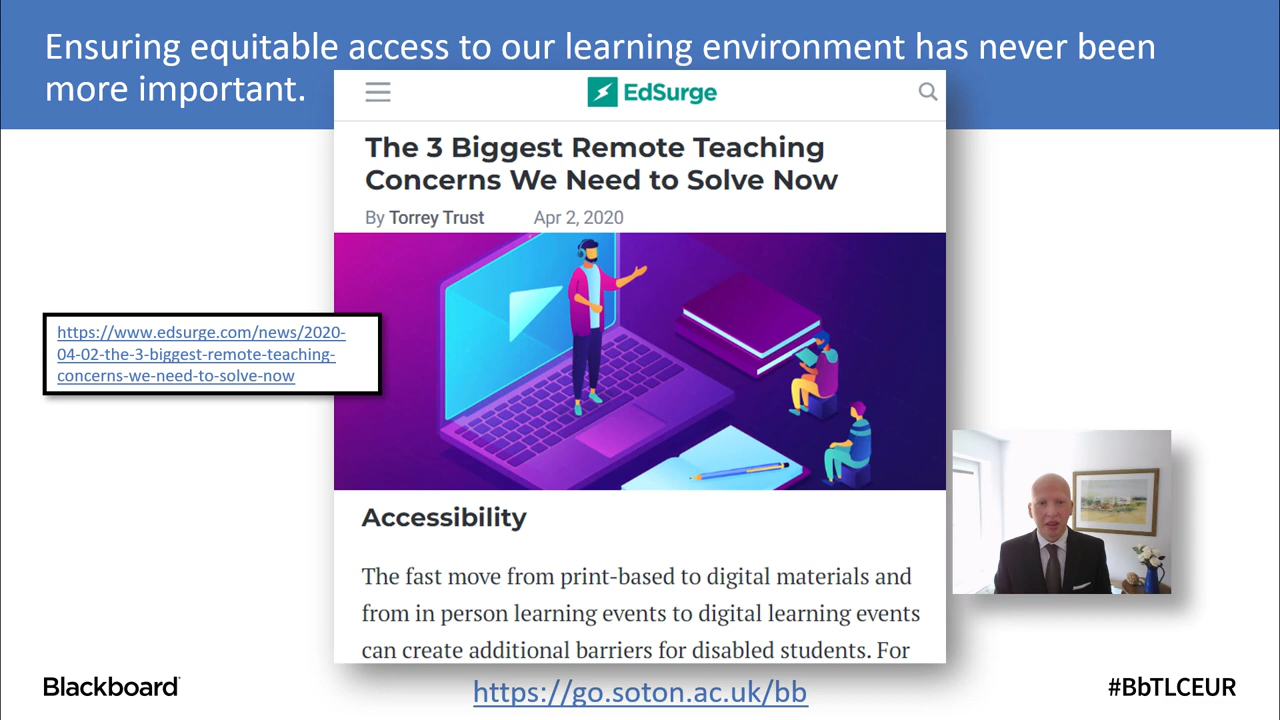 Ensuring equitable access to our learning environment has never been
more important.
EdSurge
The 3 Biggest Remote Teaching
Concerns We Need to Solve Now
By Torrey Trust Apr 2, 2020
https://www.edsurge.com/news/2020-
04-02-the-3-biggest-remote-teaching-
concerns-we-need-to-solve-now
Accessibility
The fast move from print-based to digital materials and
from in person learning events to digital learning events
can create additional barriers for disabled students. For
Blackboard
https://go.soton.ac.uk/bb
#BbTLCEUR